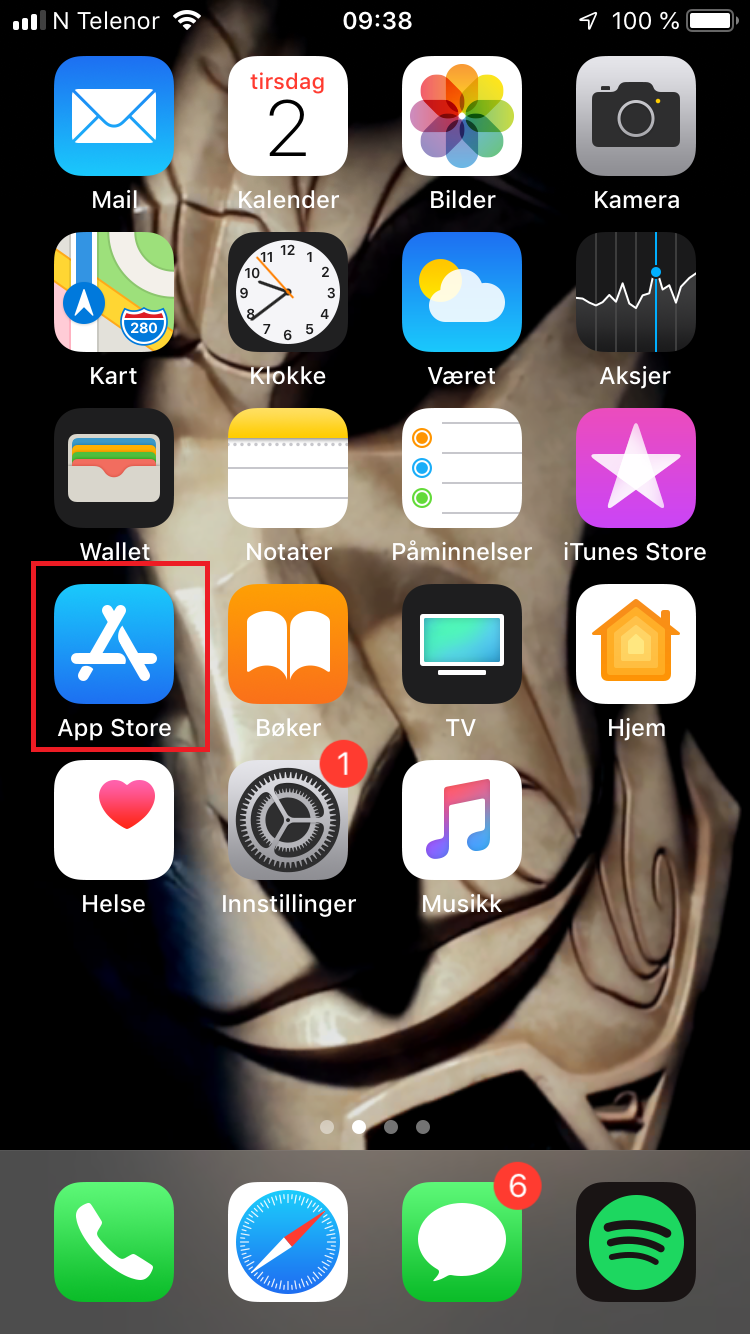 N Telenor 09:38 100 %
tirsdag
2
Mail Kalender Bilder Kamera
280
12
11 1
10 2
9 3
8 4
7 5
6
Kart Klokke Været Aksjer
Wallet Notater Påminnelser iTunes Store
App Store Bøker TV Hjem
1
Helse Innstillinger Musikk
6